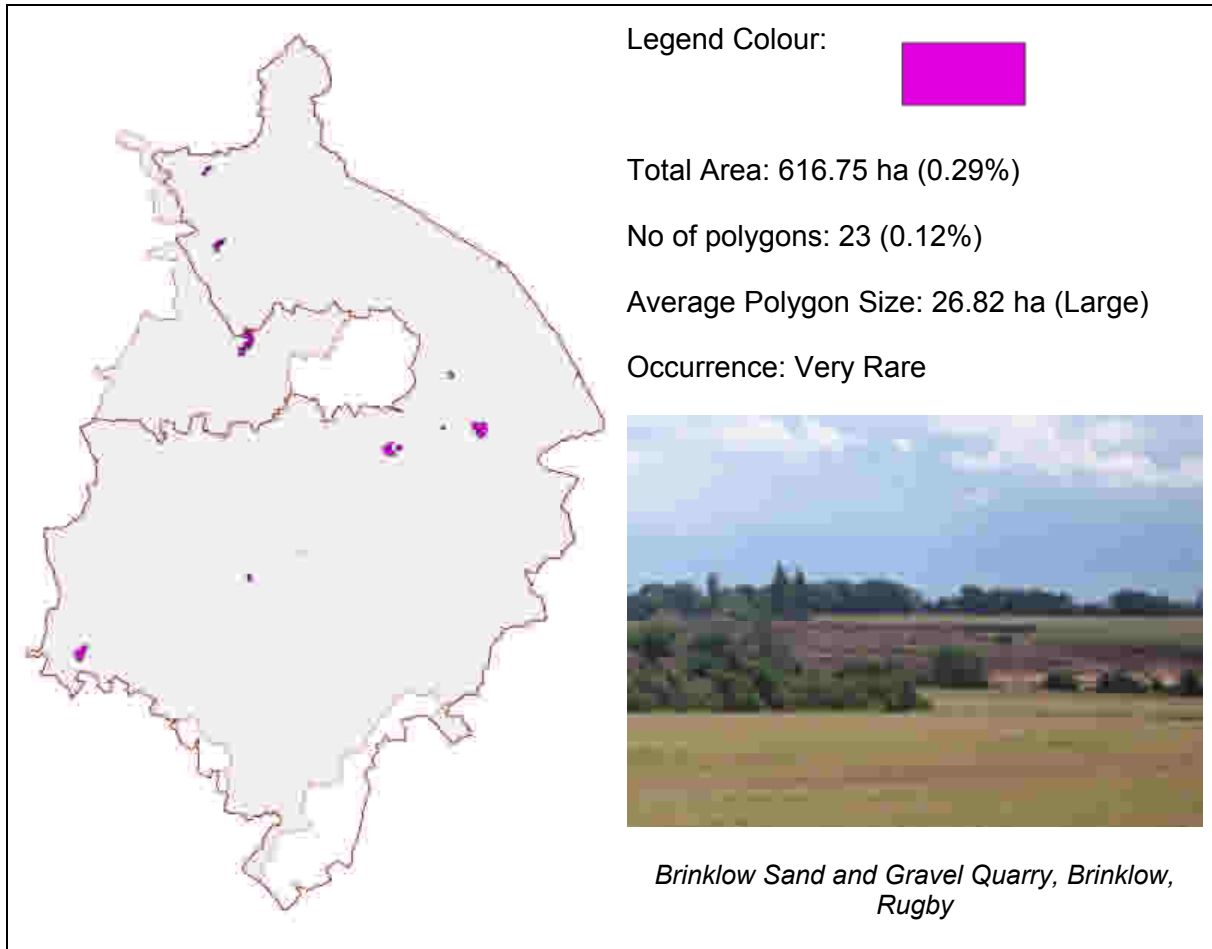 Legend Colour:
Total Area: 616.75 ha (0.29%)
No of polygons: 23 (0.12%)
Average Polygon Size: 26.82 ha (Large)
Occurrence: Very Rare
Brinklow Sand and Gravel Quarry, Brinklow,
Rugby